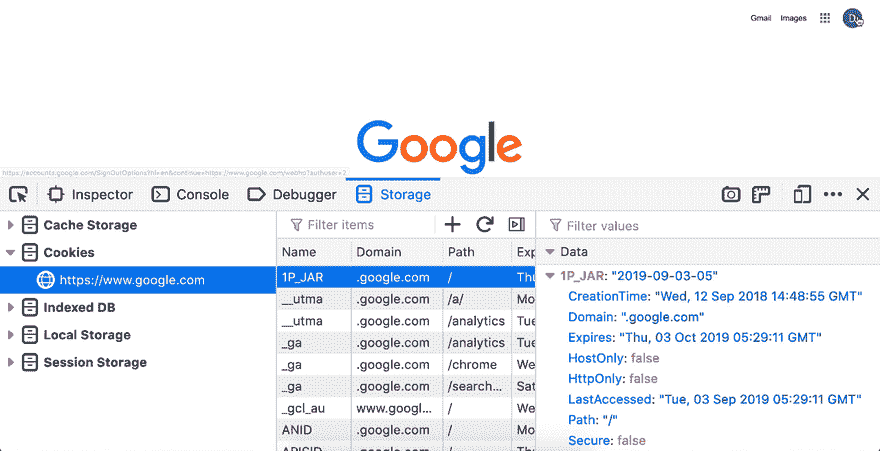 Gmail Images
Google
https://accounts.google.com/SignOutOptions?hl=en&continue=https://www.google.com/
Inspector Console Debugger Storage
Cache Storage
Cookies
https://www.google.com
Indexed DB
Local Storage
Session Storage
Filter items
Name Domain Path Exp
1P_JAR .google.com / Thu
__utma .google.com /a/ Mo
__utma .google.com /analytics Tue
_ga .google.com /analytics Tue
_ga .google.com /chrome We
_ga .google.com /search... Sat
_gcl_au www.googl... / We
ANID .google.com / Mo
APISID .google.com / Tue
Filter values
Data
1P_JAR: "2019-09-03-05"
CreationTime: "Wed, 12 Sep 2018 14:48:55 GMT"
Domain: ".google.com"
Expires: "Thu, 03 Oct 2019 05:29:11 GMT"
HostOnly: false
HttpOnly: false
LastAccessed: "Tue, 03 Sep 2019 05:29:11 GMT"
Path: "/"
Secure: false